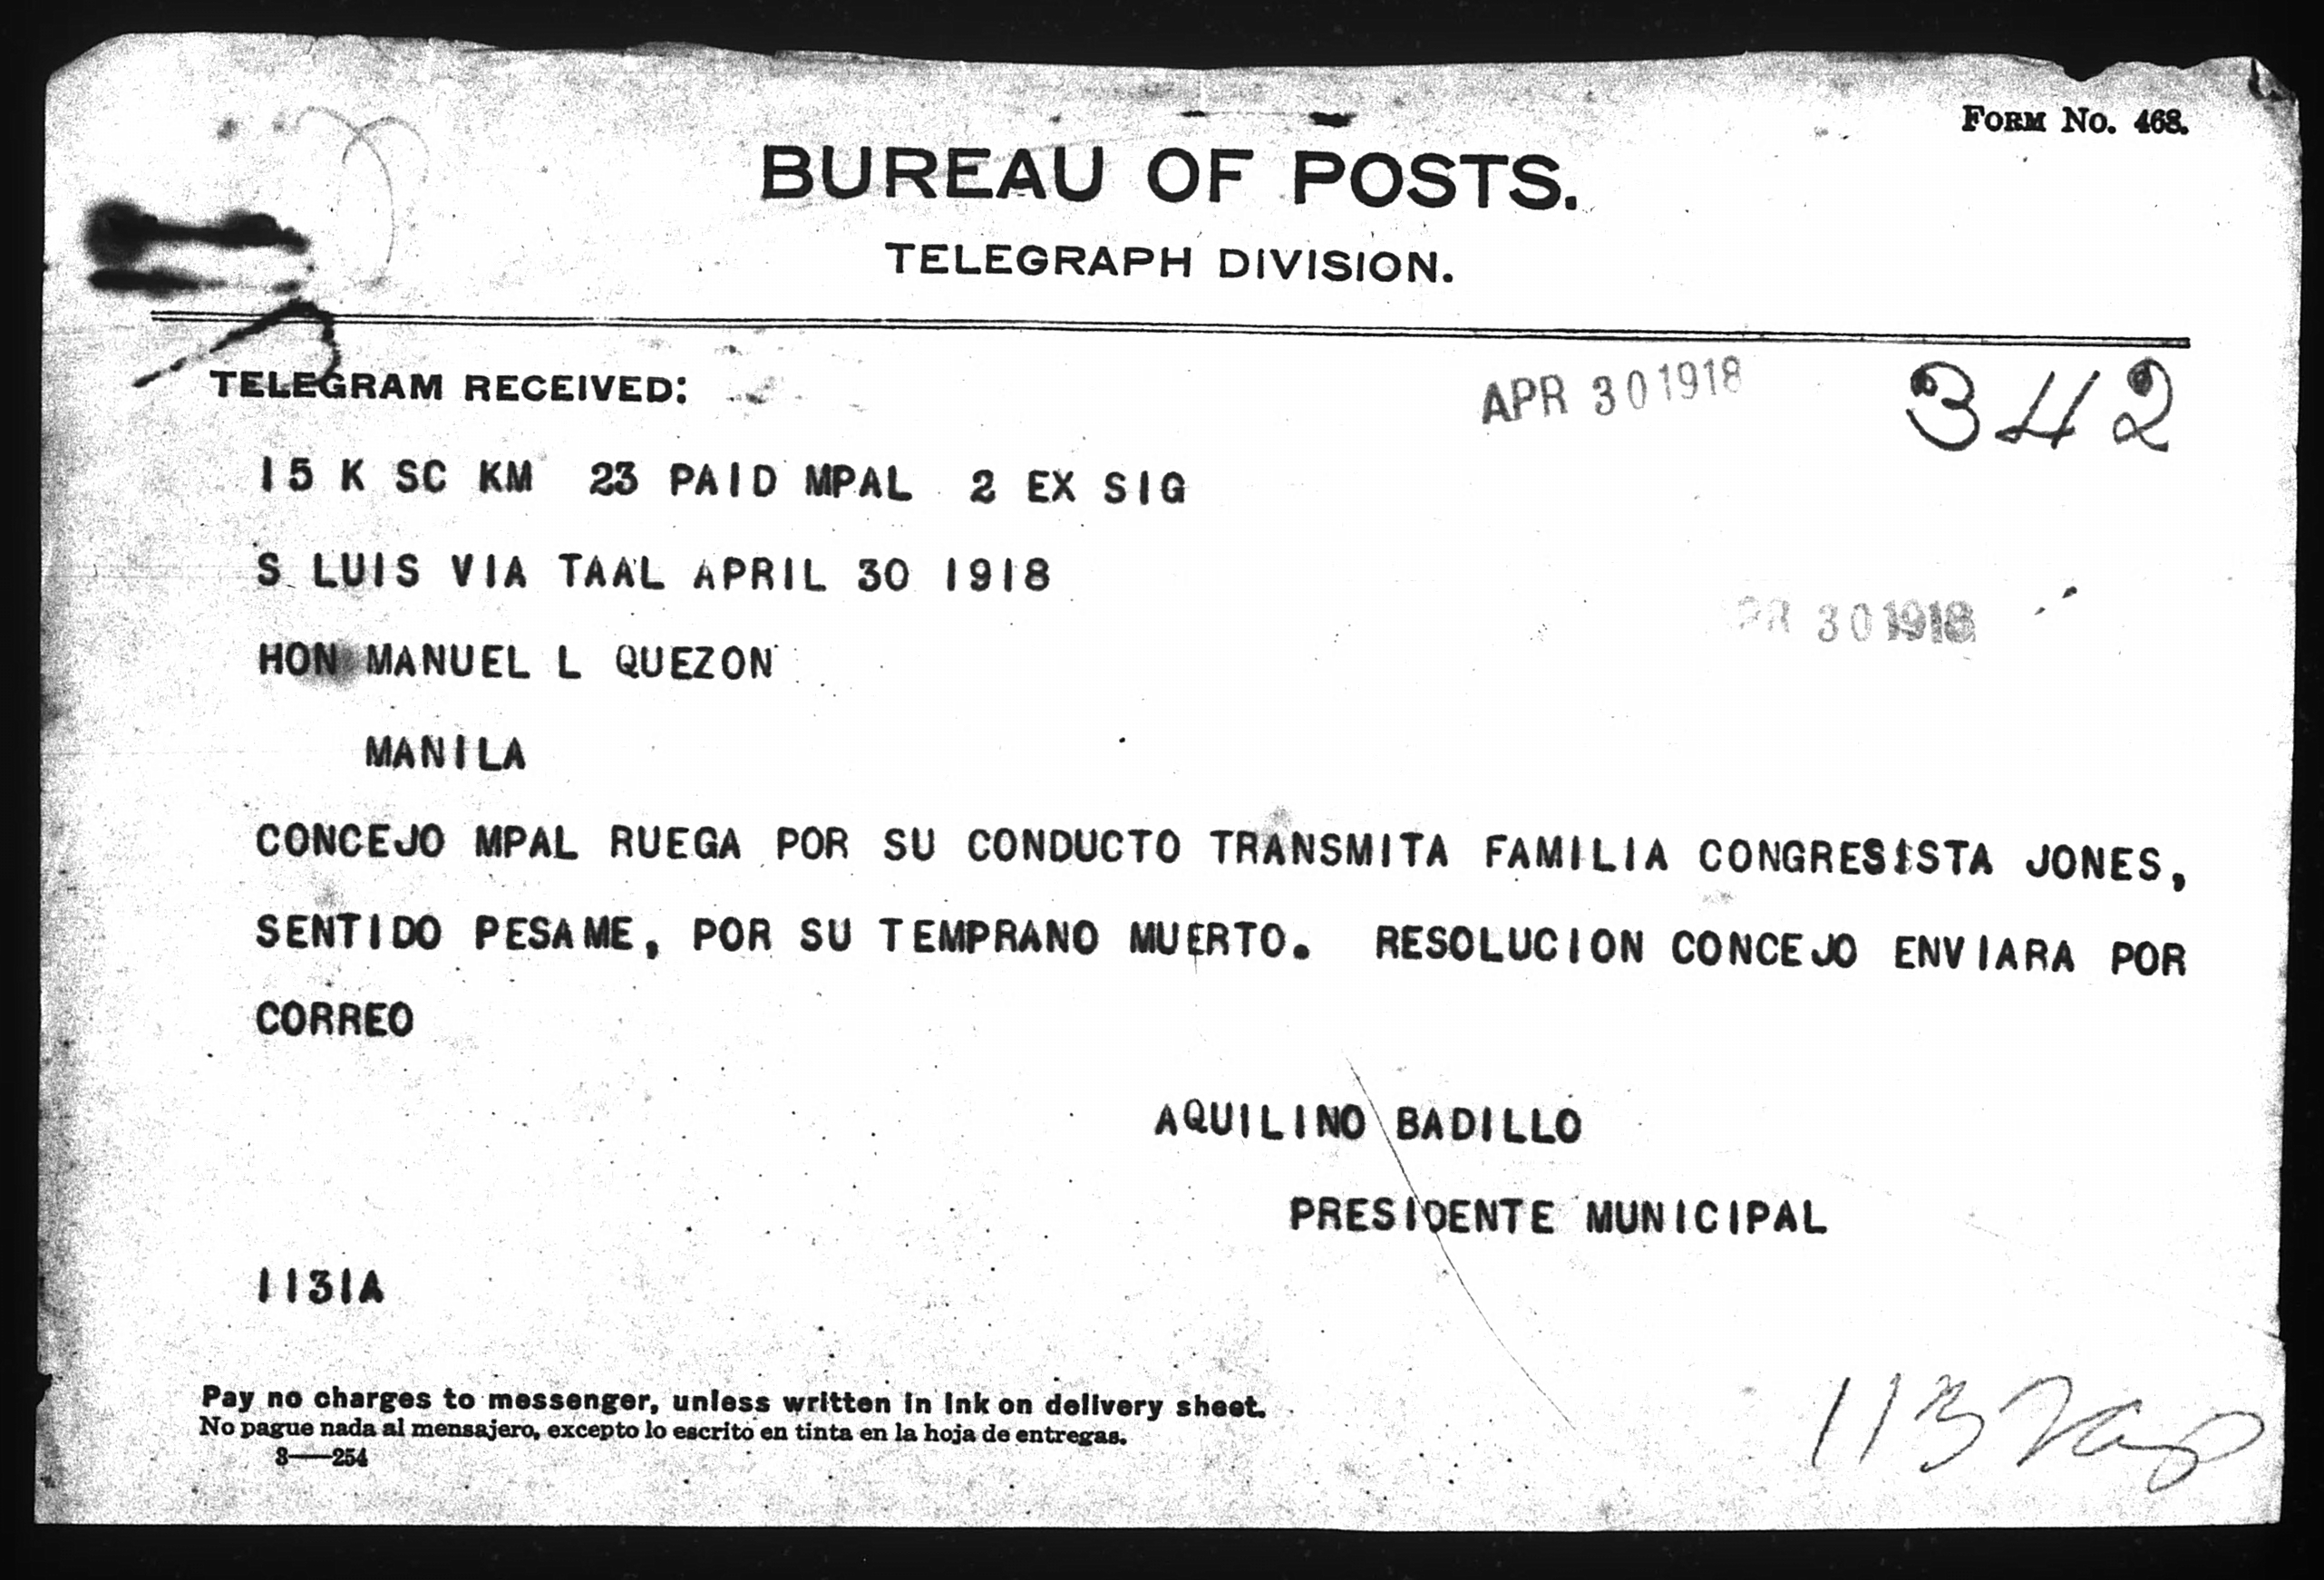 FORM No. 468.
BUREAU OF POSTS.
TELEGRAPH DIVISION.
TELEGRAM RECEIVED:
APR 30 1918
342
15 K SC KM 23 PAID MPAL 2 EX SIG
S LUIS VIA TAAL APRIL 30 1918
PR 30 1918
HON MANUEL L QUEZON
MANILA
CONCEJO MPAL RUEGA POR SU CONDUCTO TRANSMITA FAMILIA CONGRESISTA JONES,
SENTIDO PESAME, POR SU TEMPRANO MUERTO. RESOLUCION CONCEJO ENVIARA POR
CORREO
AQUILINO BADILLO
PRESIDENTE MUNICIPAL
1131A
Pay no charges to messenger, unless written in ink on delivery sheet.
No pague nada al mensajero, excepto lo escrito en tinta en la hoja de entregas.
3—254